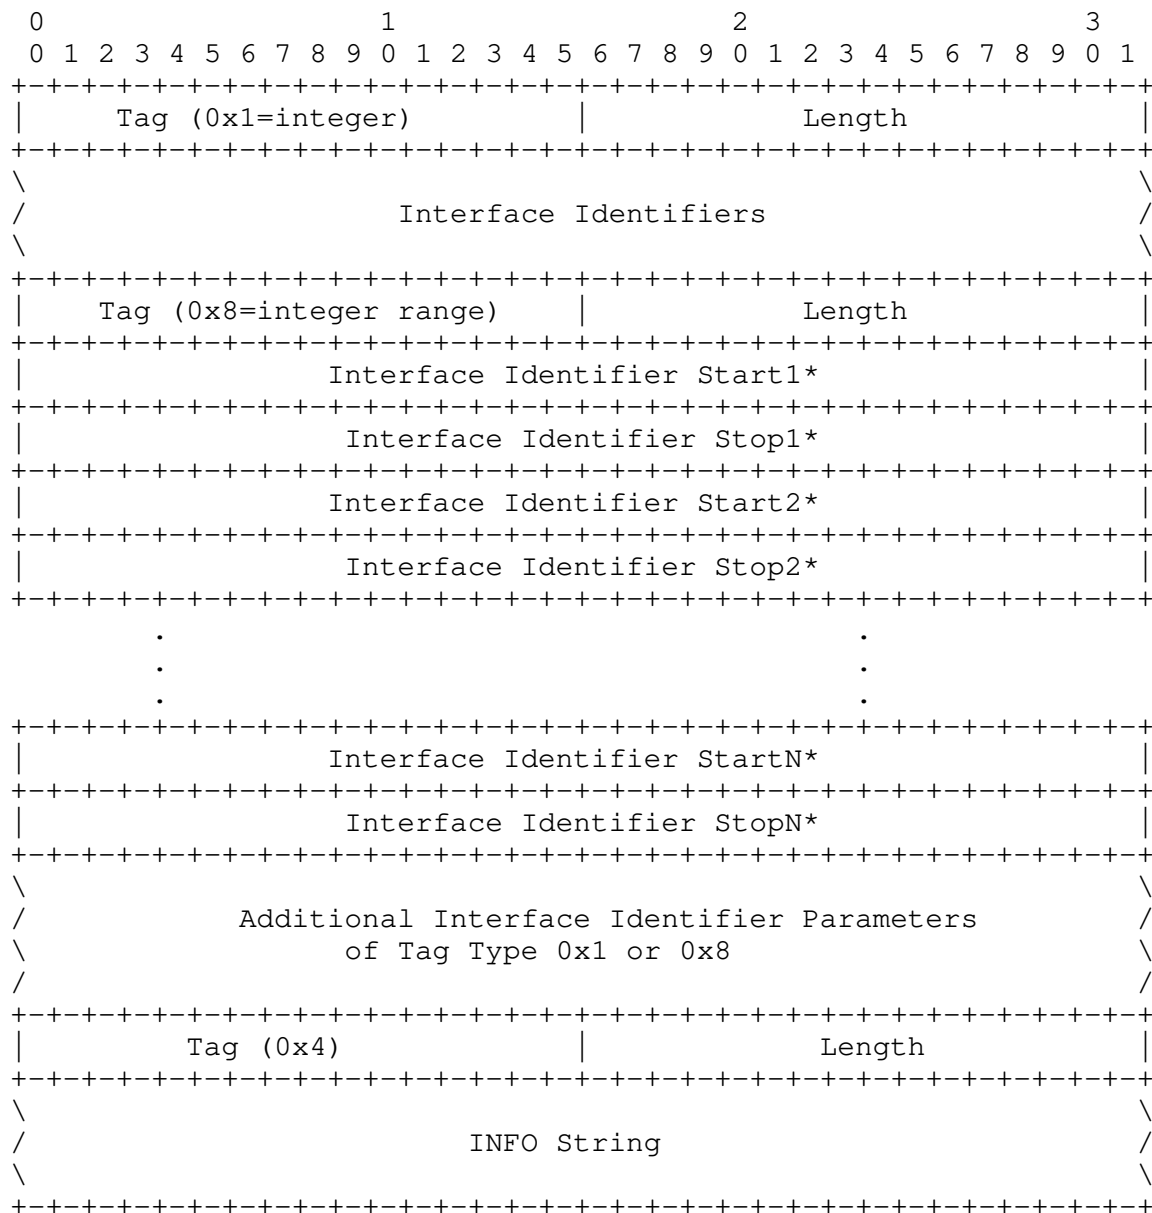 0                   1                   2                   3
 0 1 2 3 4 5 6 7 8 9 0 1 2 3 4 5 6 7 8 9 0 1 2 3 4 5 6 7 8 9 0 1
+-+-+-+-+-+-+-+-+-+-+-+-+-+-+-+-+-+-+-+-+-+-+-+-+-+-+-+-+-+-+-+-+
|     Tag (0x1=integer)         |            Length             |
+-+-+-+-+-+-+-+-+-+-+-+-+-+-+-+-+-+-+-+-+-+-+-+-+-+-+-+-+-+-+-+-+
\                                                               \
/                     Interface Identifiers                     /
\                                                               \
+-+-+-+-+-+-+-+-+-+-+-+-+-+-+-+-+-+-+-+-+-+-+-+-+-+-+-+-+-+-+-+-+
|    Tag (0x8=integer range)    |            Length             |
+-+-+-+-+-+-+-+-+-+-+-+-+-+-+-+-+-+-+-+-+-+-+-+-+-+-+-+-+-+-+-+-+
|                 Interface Identifier Start1*                  |
+-+-+-+-+-+-+-+-+-+-+-+-+-+-+-+-+-+-+-+-+-+-+-+-+-+-+-+-+-+-+-+-+
|                  Interface Identifier Stop1*                  |
+-+-+-+-+-+-+-+-+-+-+-+-+-+-+-+-+-+-+-+-+-+-+-+-+-+-+-+-+-+-+-+-+
|                 Interface Identifier Start2*                  |
+-+-+-+-+-+-+-+-+-+-+-+-+-+-+-+-+-+-+-+-+-+-+-+-+-+-+-+-+-+-+-+-+
|                  Interface Identifier Stop2*                  |
+-+-+-+-+-+-+-+-+-+-+-+-+-+-+-+-+-+-+-+-+-+-+-+-+-+-+-+-+-+-+-+-+
        .                                       .
        .                                       .
        .                                       .
+-+-+-+-+-+-+-+-+-+-+-+-+-+-+-+-+-+-+-+-+-+-+-+-+-+-+-+-+-+-+-+-+
|                 Interface Identifier StartN*                  |
+-+-+-+-+-+-+-+-+-+-+-+-+-+-+-+-+-+-+-+-+-+-+-+-+-+-+-+-+-+-+-+-+
|                  Interface Identifier StopN*                  |
+-+-+-+-+-+-+-+-+-+-+-+-+-+-+-+-+-+-+-+-+-+-+-+-+-+-+-+-+-+-+-+-+
\                                                               \
/            Additional Interface Identifier Parameters         /
\                  of Tag Type 0x1 or 0x8                       \
/                                                               /
+-+-+-+-+-+-+-+-+-+-+-+-+-+-+-+-+-+-+-+-+-+-+-+-+-+-+-+-+-+-+-+-+
|         Tag (0x4)             |             Length            |
+-+-+-+-+-+-+-+-+-+-+-+-+-+-+-+-+-+-+-+-+-+-+-+-+-+-+-+-+-+-+-+-+
\                                                               \
/                         INFO String                           /
\                                                               \
+-+-+-+-+-+-+-+-+-+-+-+-+-+-+-+-+-+-+-+-+-+-+-+-+-+-+-+-+-+-+-+-+